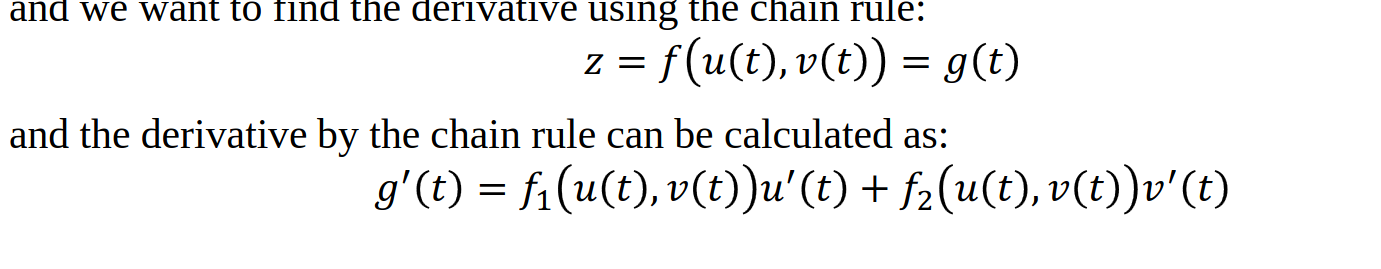 and we want to find the derivative using the chain rule:
z = f(u(t), v(t)) = g(t)
and the derivative by the chain rule can be calculated as:
g′(t) = f₁(u(t), v(t))u′(t) + f₂(u(t), v(t))v′(t)